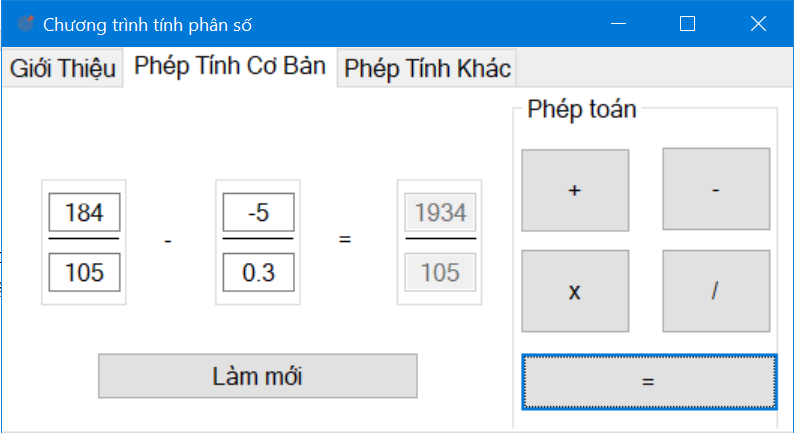 Chương trình tính phân số
Giới Thiệu Phép Tính Cơ Bản Phép Tính Khác
Phép toán
+ -
184 -5 1934
- =
105 0.3 105
x /
Làm mới
=